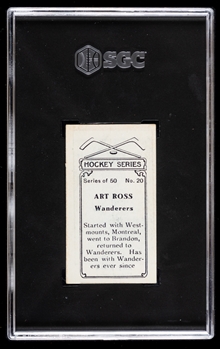 SGC
HOCKEY SERIES
Series of 50 No. 20
ART ROSS
Wanderers
Started with West-
mounts, Montreal,
went to Brandon,
returned to
Wanderers. Has
been with Wander-
ers ever since